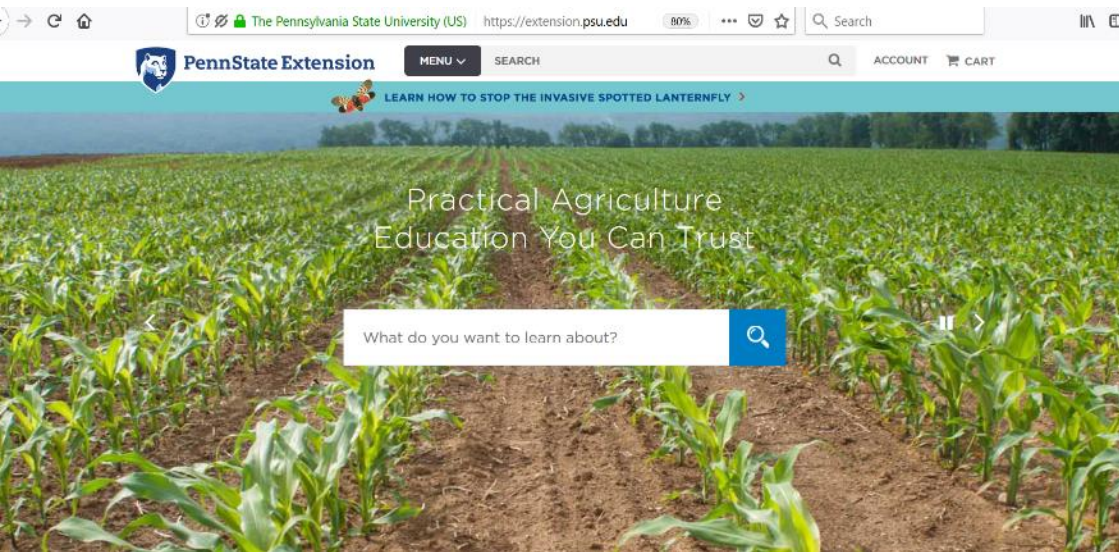 The Pennsylvania State University (US) https://extension.psu.edu 80% Search
PennState Extension MENU SEARCH ACCOUNT CART
LEARN HOW TO STOP THE INVASIVE SPOTTED LANTERNFLY
Practical Agriculture
Education You Can Trust
What do you want to learn about?